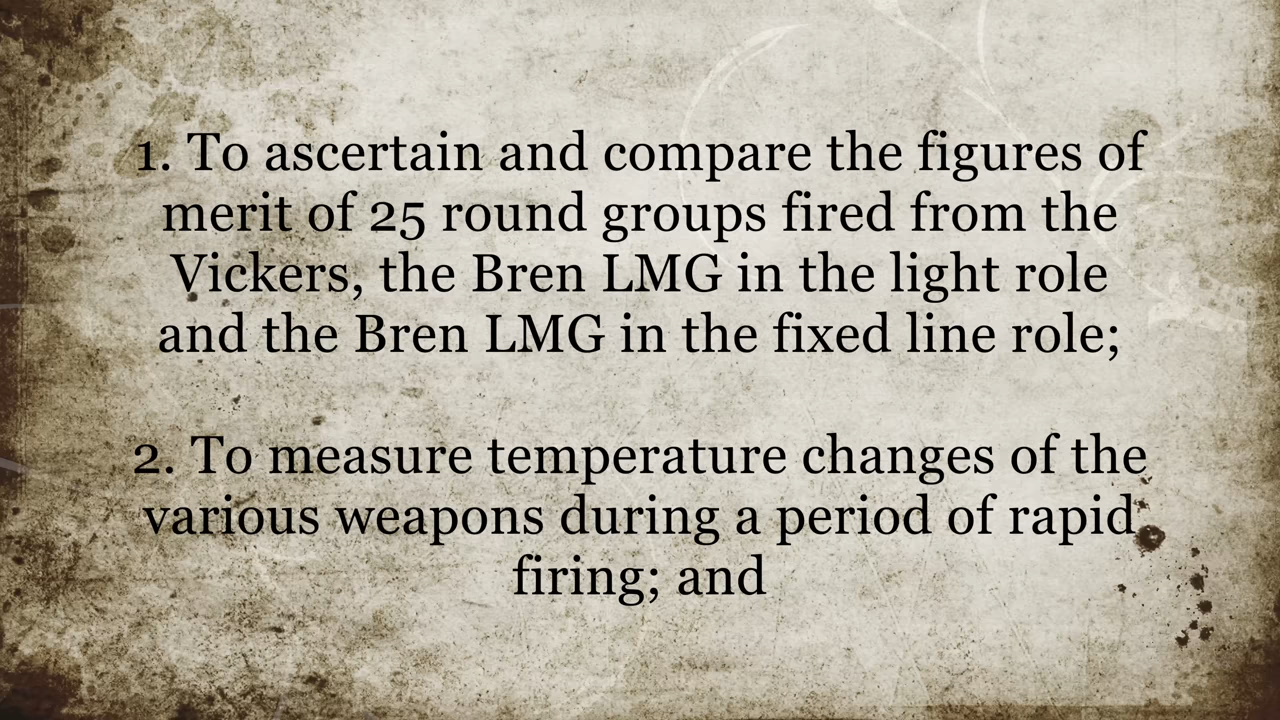 1. To ascertain and compare the figures of
merit of 25 round groups fired from the
Vickers, the Bren LMG in the light role
and the Bren LMG in the fixed line role;
2. To measure temperature changes of the
various weapons during a period of rapid
firing; and